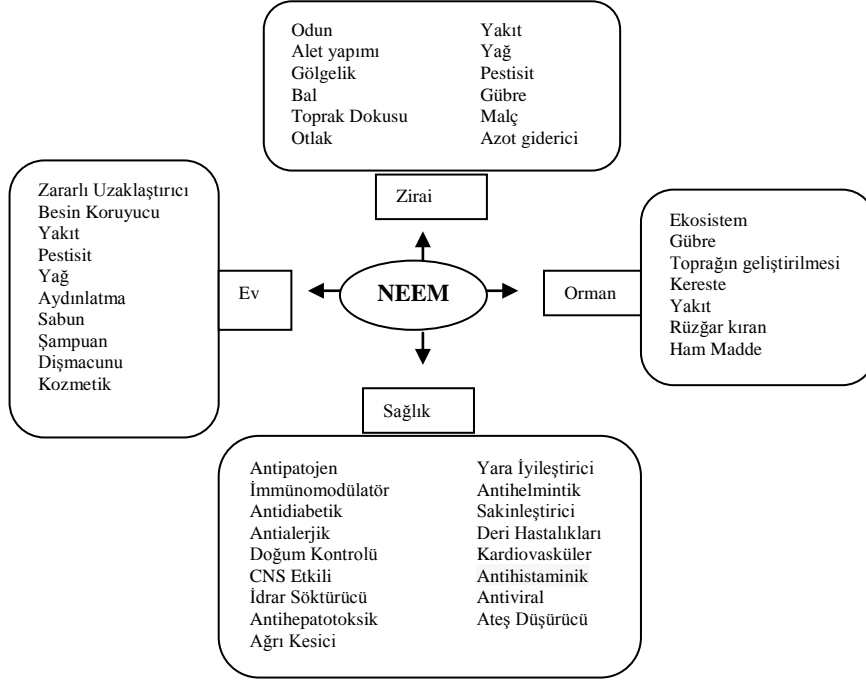 Odun
Alet yapımı
Gölgelik
Bal
Toprak Dokusu
Otlak
Yakıt
Yağ
Pestisit
Gübre
Malç
Azot giderici
Zirai
Zararlı Uzaklaştırıcı
Besin Koruyucu
Yakıt
Pestisit
Yağ
Aydınlatma
Sabun
Şampuan
Dişmacunu
Kozmetik
Ev
NEEM
Orman
Ekosistem
Gübre
Toprağın geliştirilmesi
Kereste
Yakıt
Rüzğar kıran
Ham Madde
Sağlık
Antipatojen
İmmünomodülatör
Antidiabetik
Antialerjik
Doğum Kontrolü
CNS Etkili
İdrar Söktürücü
Antihepatotoksik
Ağrı Kesici
Yara İyileştirici
Antihelmintik
Sakinleştirici
Deri Hastalıkları
Kardiovasküler
Antihistaminik
Antiviral
Ateş Düşürücü